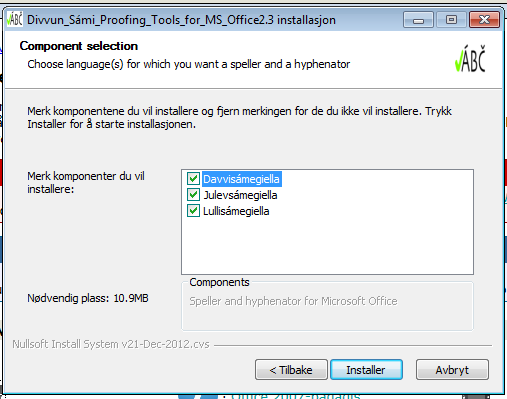 Divvun_Sámi_Proofing_Tools_for_MS_Office2.3 installasjon
Component selection
Choose language(s) for which you want a speller and a hyphenator
ÁBČ
Merk komponentene du vil installere og fjern merkingen for de du ikke vil installere. Trykk
Installer for å starte installasjonen.
Merk komponenter du vil
installere:
Davvisámegiella
Julevsámegiella
Lullisámegiella
Nødvendig plass: 10.9MB
Components
Speller and hyphenator for Microsoft Office
Nullsoft Install System v21-Dec-2012.cvs
< Tilbake
Installer
Avbryt